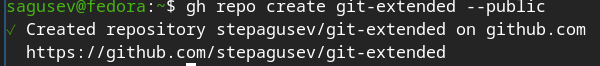 sagusev@fedora:~$ gh repo create git-extended --public
✓ Created repository stepagusev/git-extended on github.com
  https://github.com/stepagusev/git-extended